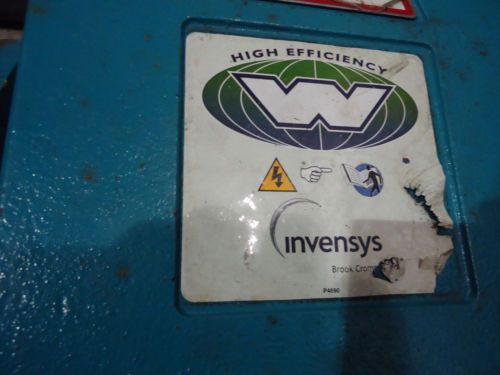 HIGH EFFICIENCY
W
invensys
Brook Crom
P4690